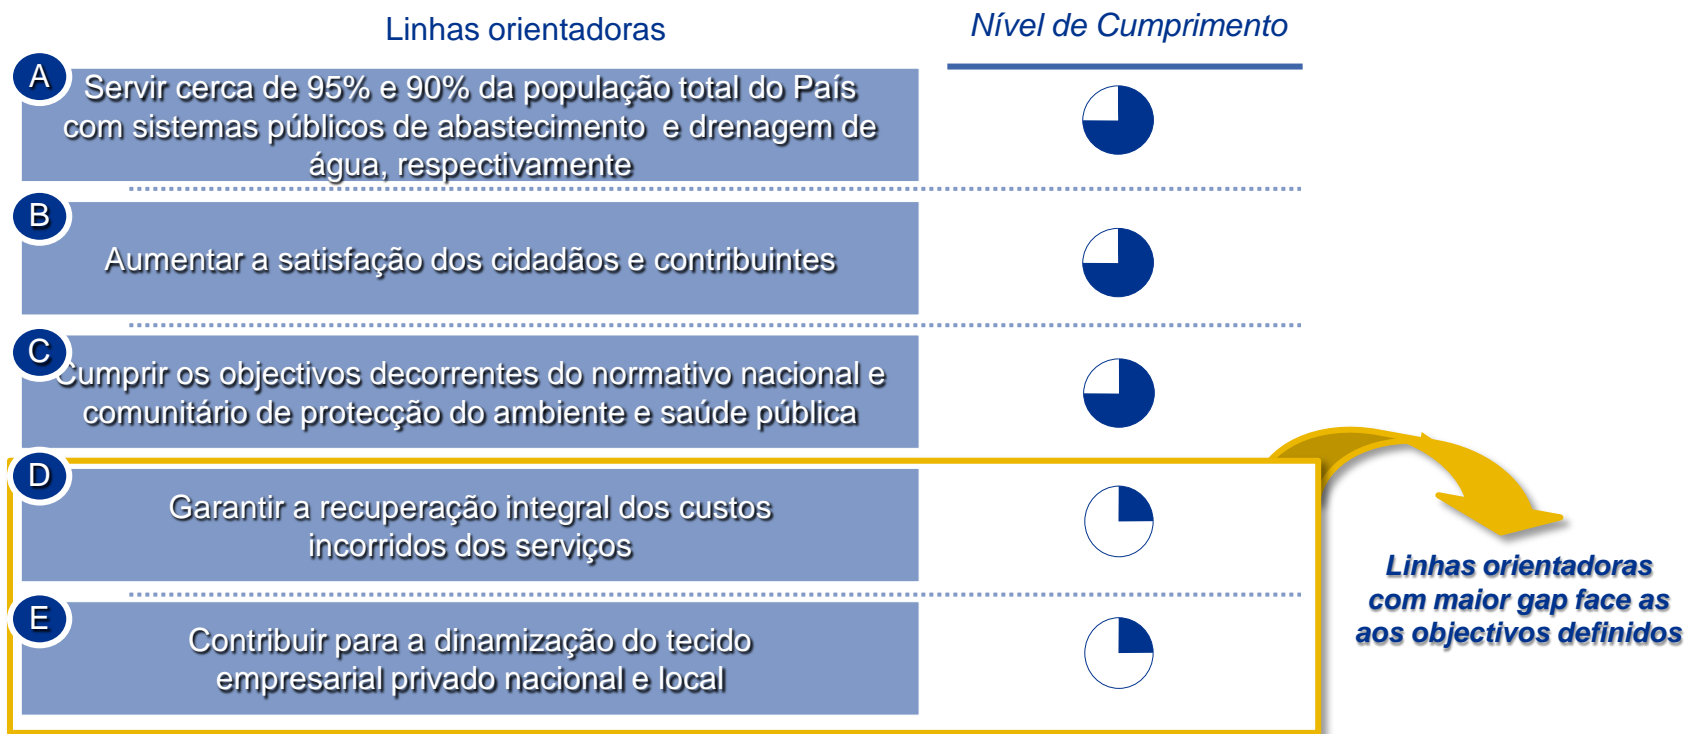 Linhas orientadoras
Nível de Cumprimento
A
Servir cerca de 95% e 90% da população total do País
com sistemas públicos de abastecimento e drenagem de
água, respectivamente
B
Aumentar a satisfação dos cidadãos e contribuintes
C
Cumprir os objectivos decorrentes do normativo nacional e
comunitário de protecção do ambiente e saúde pública
D
Garantir a recuperação integral dos custos
incorridos dos serviços
E
Contribuir para a dinamização do tecido
empresarial privado nacional e local
Linhas orientadoras
com maior gap face as
aos objectivos definidos